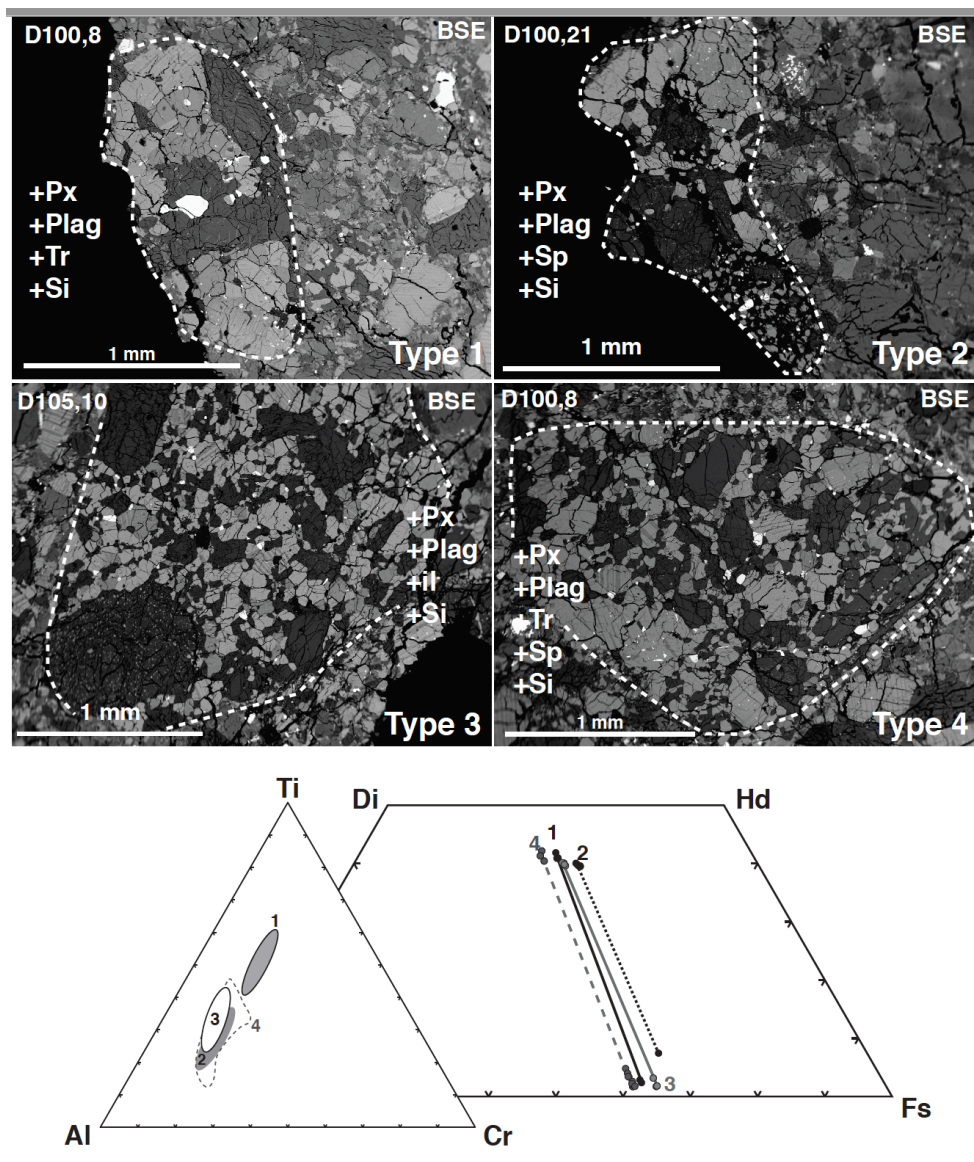 D100,8
BSE
+Px
+Plag
+Tr
+Si
1 mm
Type 1
D100,21
BSE
+Px
+Plag
+Sp
+Si
1 mm
Type 2
D105,10
BSE
+Px
+Plag
+il
+Si
1 mm
Type 3
D100,8
BSE
+Px
+Plag
+Tr
+Sp
+Si
1 mm
Type 4
Ti
1
3
4
2
Al
Cr
Di
Hd
1
4
2
3
Fs